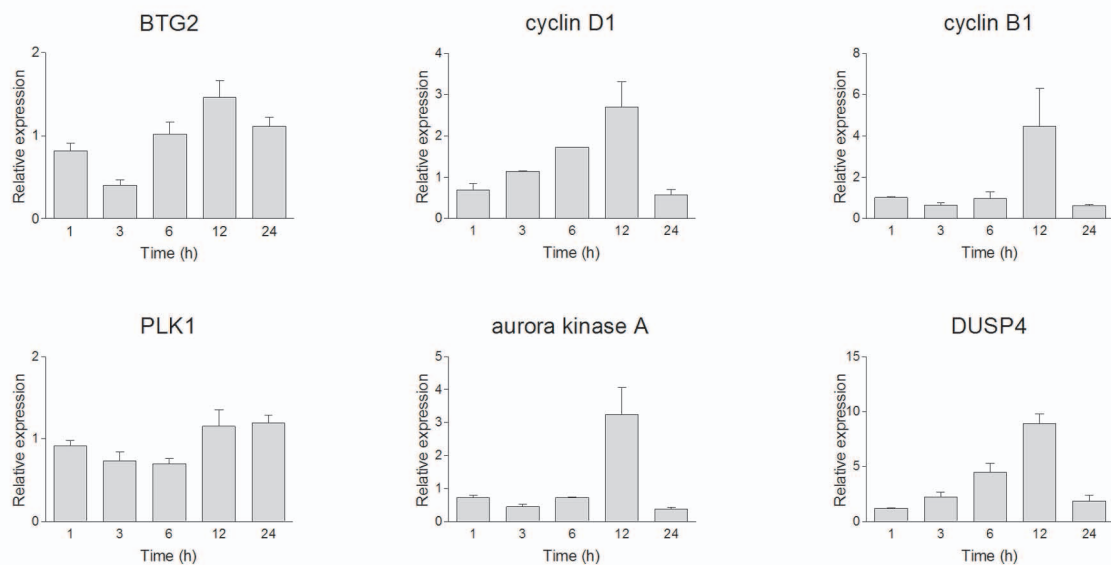 BTG2
Relative expression
2
1
0
1 3 6 12 24
Time (h)
cyclin D1
Relative expression
4
3
2
1
0
1 3 6 12 24
Time (h)
cyclin B1
Relative expression
8
6
4
2
0
1 3 6 12 24
Time (h)
PLK1
Relative expression
2
1
0
1 3 6 12 24
Time (h)
aurora kinase A
Relative expression
5
4
3
2
1
0
1 3 6 12 24
Time (h)
DUSP4
Relative expression
15
10
5
0
1 3 6 12 24
Time (h)